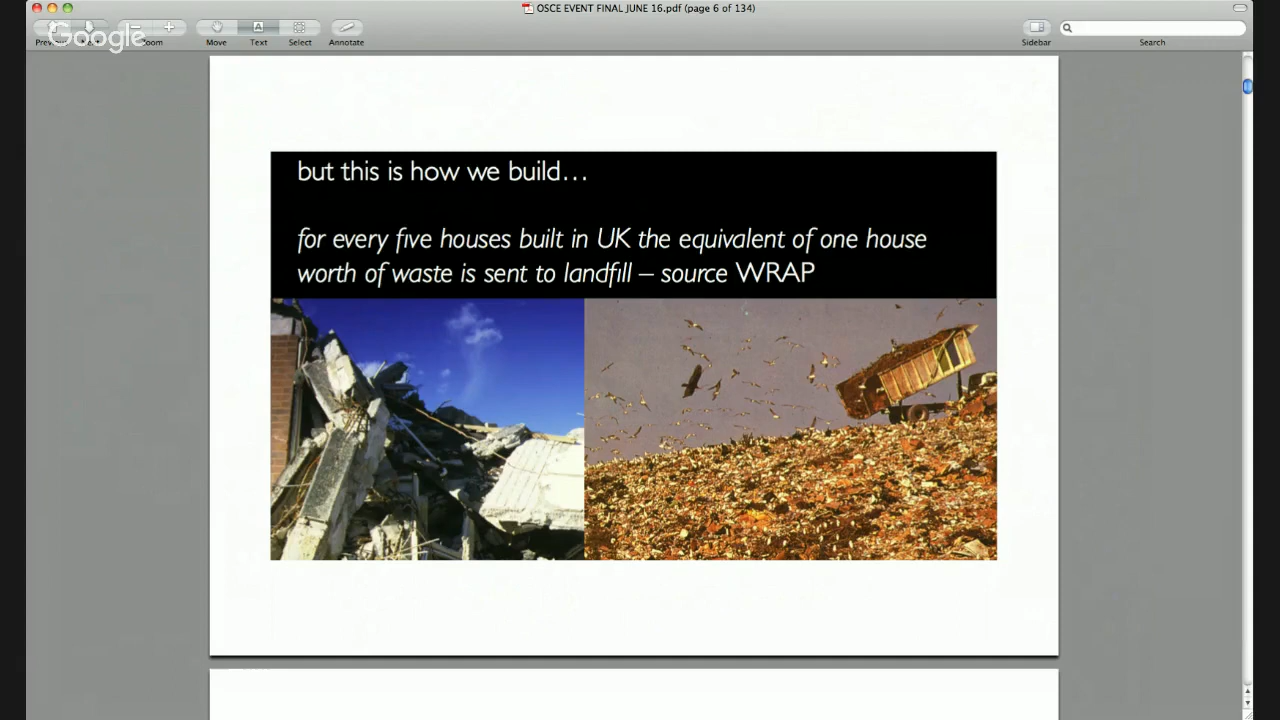 OSCE EVENT FINAL JUNE 16.pdf (page 6 of 134)
Google
Zoom
Move
Text
Select
Annotate
Sidebar
Search
but this is how we build...
for every five houses built in UK the equivalent of one house
worth of waste is sent to landfill – source WRAP